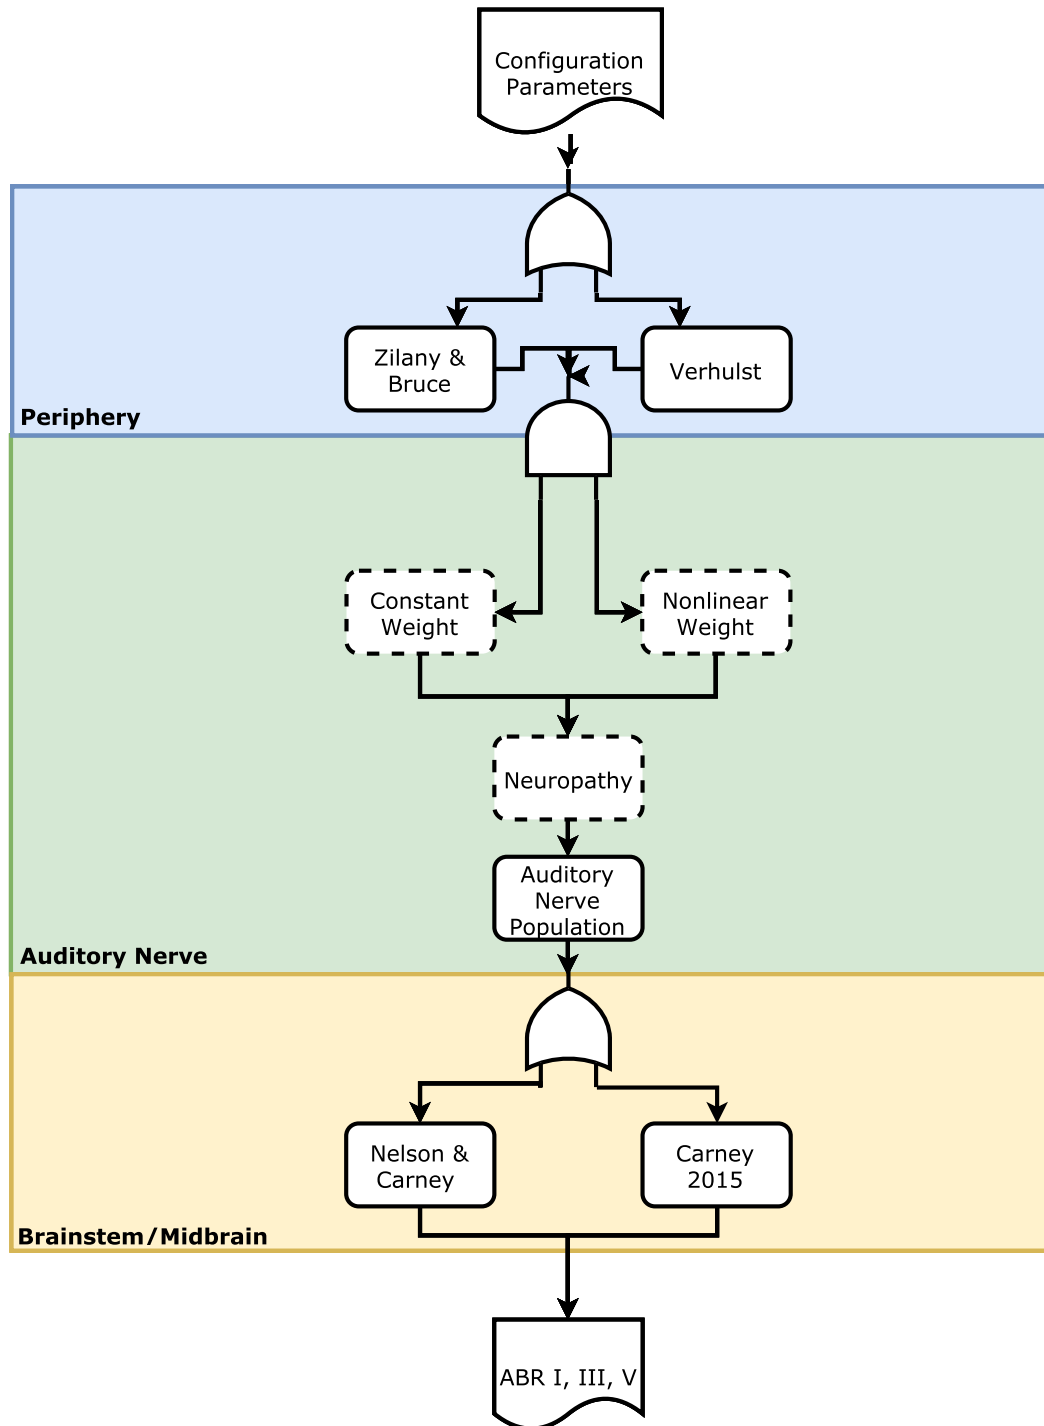 Configuration
Parameters
Zilany &
Bruce
Verhulst
Periphery
Constant
Weight
Nonlinear
Weight
Neuropathy
Auditory
Nerve
Population
Auditory Nerve
Nelson &
Carney
Carney
2015
Brainstem/Midbrain
ABR I, III, V